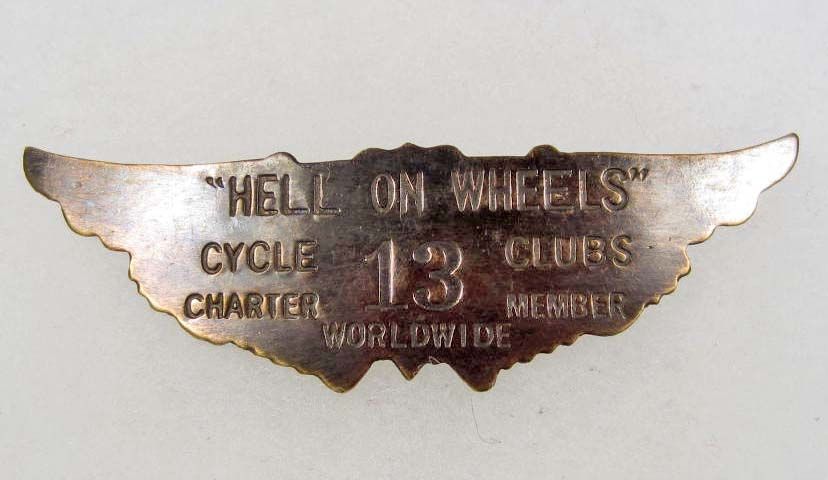 "HELL ON WHEELS"
CYCLE 13 CLUBS
CHARTER MEMBER
WORLDWIDE